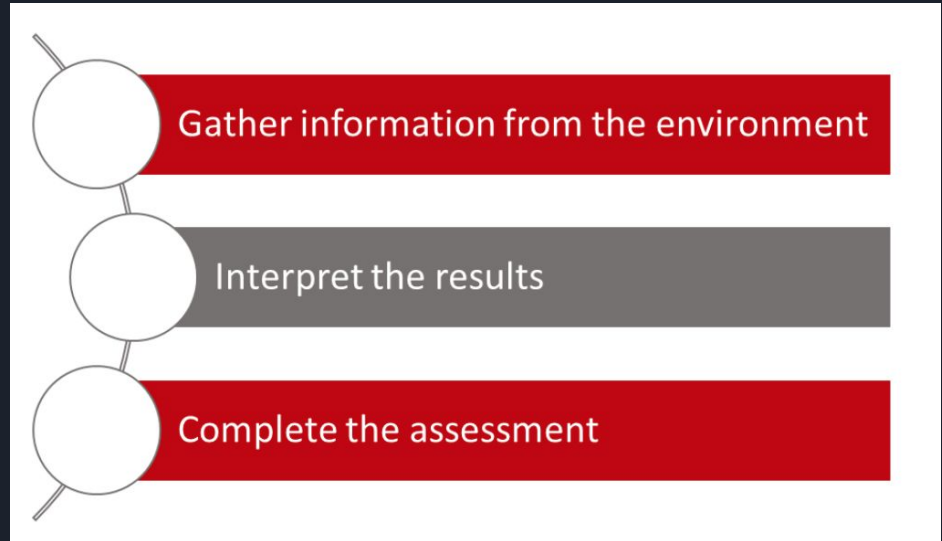 Gather information from the environment
Interpret the results
Complete the assessment